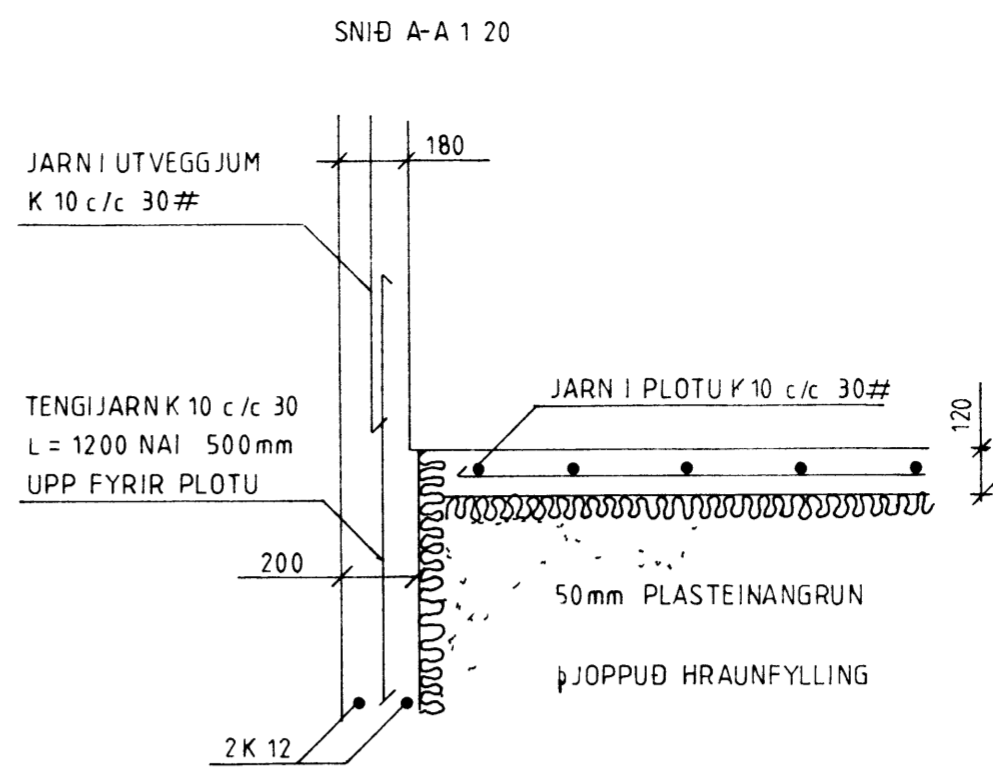 SNIÐ A-A 1 20
180
JARN I UTVEGGJUM
K 10 c/c 30#
JARN I PLOTU K 10 c/c 30#
120
TENGIJARN K 10 c/c 30
L = 1200 NAI 500mm
UPP FYRIR PLOTU
200
50mm PLASTEINANGRUN
ÞJOPPUÐ HRAUNFYLLING
2 K 12